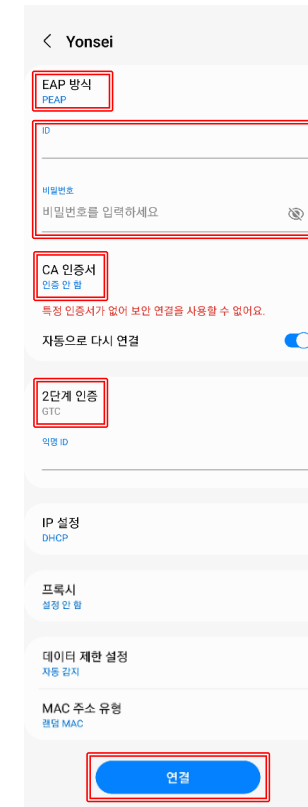 < Yonsei
EAP 방식
PEAP
ID
비밀번호
비밀번호를 입력하세요
CA 인증서
인증 안 함
특정 인증서가 없이 보안 연결을 사용할 수 없어요.
자동으로 다시 연결
2단계 인증
GTC
익명 ID
IP 설정
DHCP
프록시
설정 안 함
데이터 제한 설정
자동 감지
MAC 주소 유형
랜덤 MAC
연결